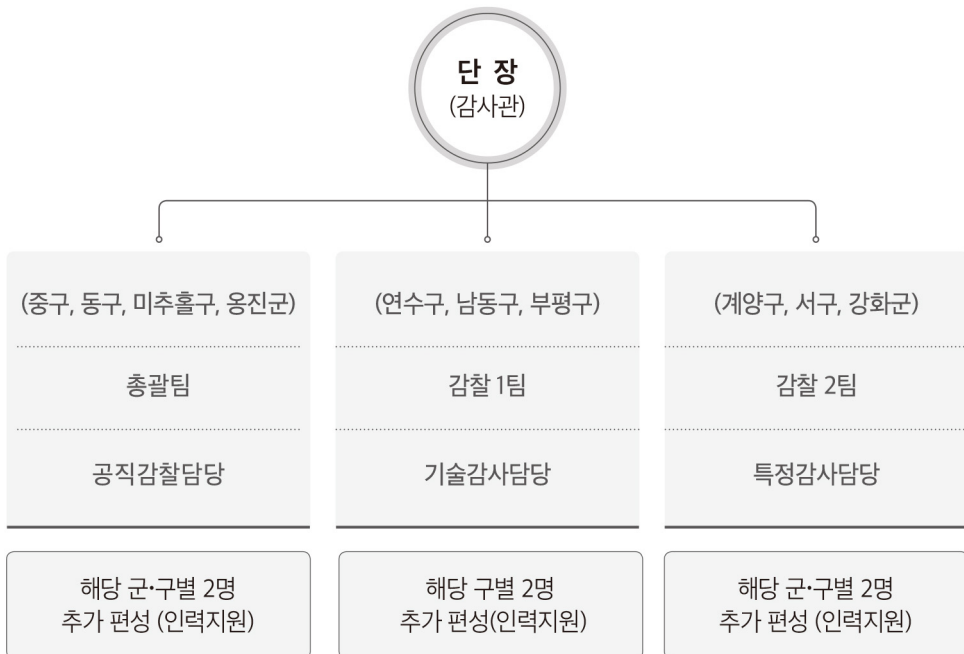 단 장
(감사관)
(중구, 동구, 미추홀구, 옹진군)
총괄팀
공직감찰담당
해당 군·구별 2명
추가 편성 (인력지원)
(연수구, 남동구, 부평구)
감찰 1팀
기술감사담당
해당 구별 2명
추가 편성(인력지원)
(계양구, 서구, 강화군)
감찰 2팀
특정감사담당
해당 군·구별 2명
추가 편성 (인력지원)